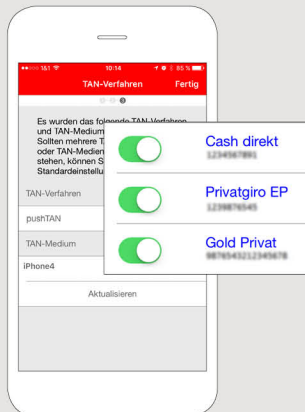 1&1 10:14 85 %
TAN-Verfahren Fertig
Es wurden das folgende TAN-Verfahren
und TAN-Medium
Sollten mehrere T
oder TAN-Medien
stehen, können S
Standardeinstellu
TAN-Verfahren
pushTAN
TAN-Medium
iPhone4
Aktualisieren
Cash direkt
1234567891
Privatgiro EP
1239876545
Gold Privat
9876543212345678